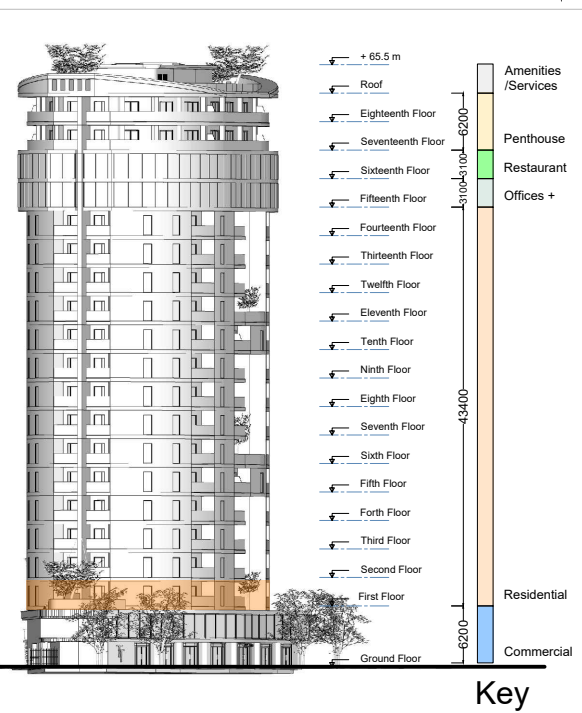 + 65.5 m
Roof
Eighteenth Floor
Seventeenth Floor
Sixteenth Floor
Fifteenth Floor
Fourteenth Floor
Thirteenth Floor
Twelfth Floor
Eleventh Floor
Tenth Floor
Ninth Floor
Eighth Floor
Seventh Floor
Sixth Floor
Fifth Floor
Forth Floor
Third Floor
Second Floor
First Floor
Ground Floor
6200
3100
3100
43400
6200
Amenities
/Services
Penthouse
Restaurant
Offices +
Residential
Commercial
Key